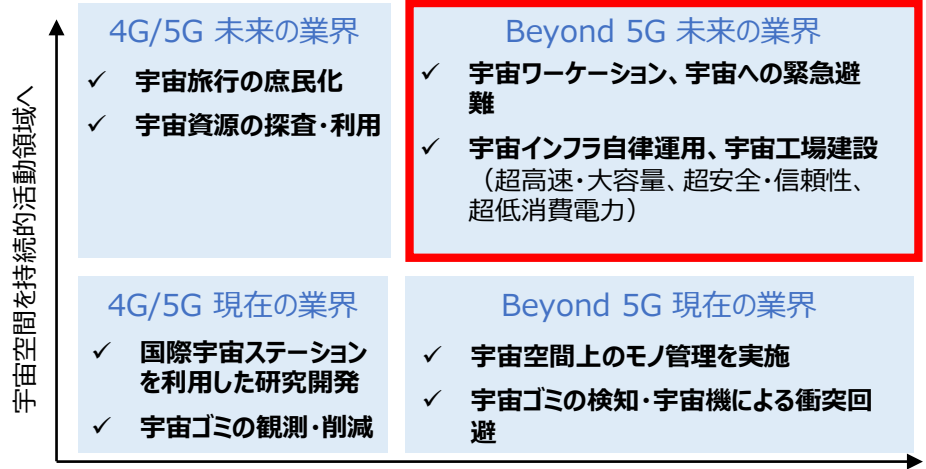 宇宙空間を持続的活動領域へ
4G/5G 未来の業界
✓ 宇宙旅行の庶民化
✓ 宇宙資源の探査・利用
Beyond 5G 未来の業界
✓ 宇宙ワーケーション、宇宙への緊急避
難
✓ 宇宙インフラ自律運用、宇宙工場建設
（超高速・大容量、超安全・信頼性、
超低消費電力）
4G/5G 現在の業界
✓ 国際宇宙ステーション
を利用した研究開発
✓ 宇宙ゴミの観測・削減
Beyond 5G 現在の業界
✓ 宇宙空間上のモノ管理を実施
✓ 宇宙ゴミの検知・宇宙機による衝突回
避